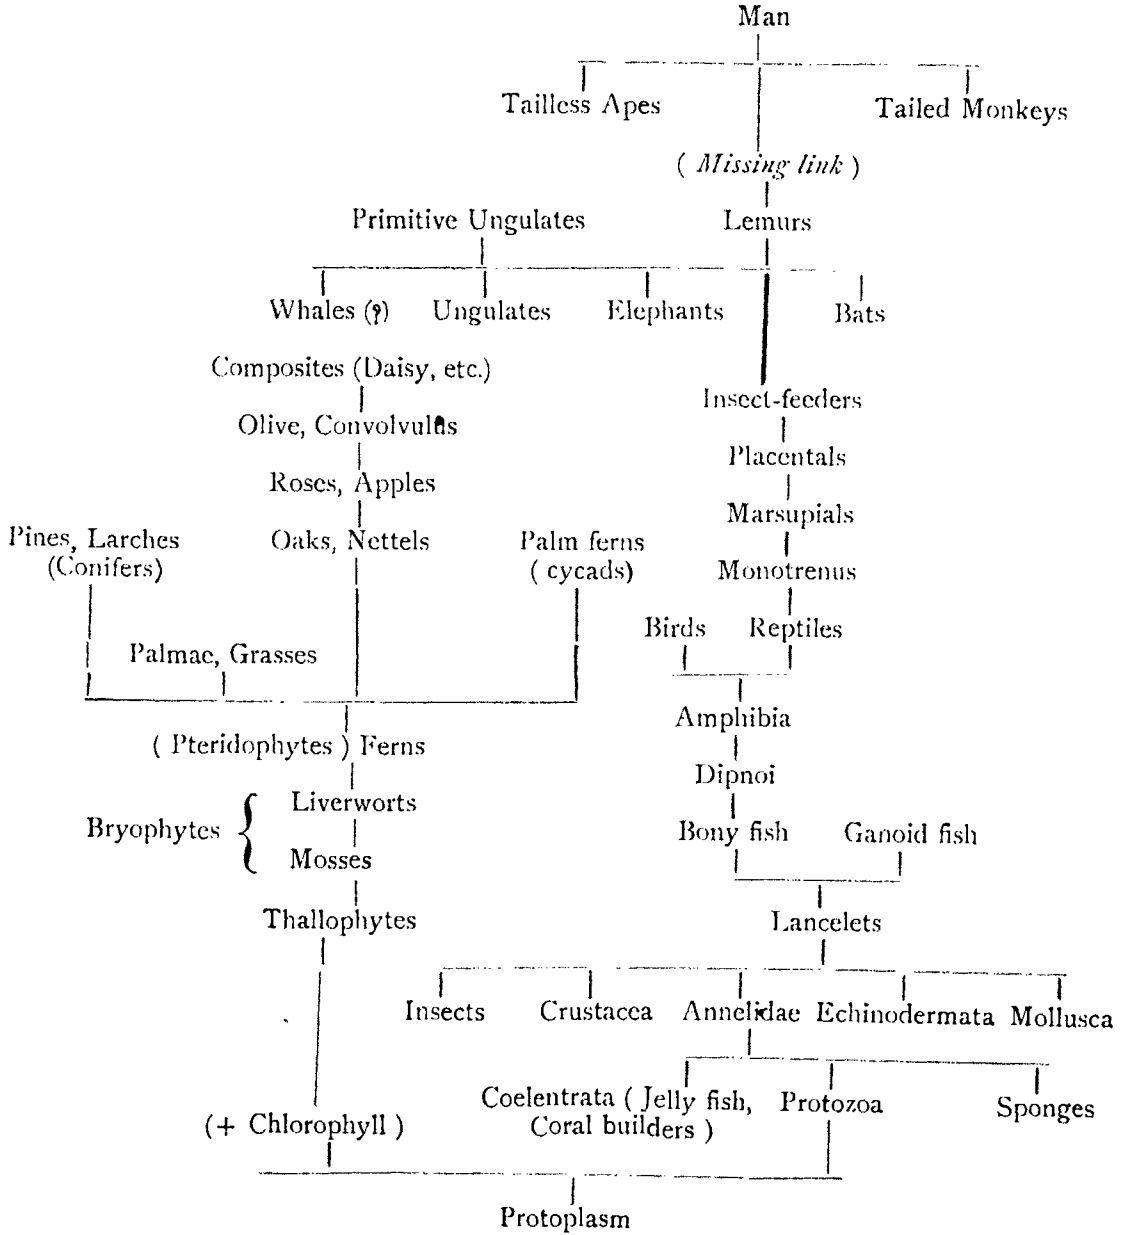 Man
Tailless Apes
Tailed Monkeys
( Missing link )
Primitive Ungulates
Lemurs
Whales (?)
Ungulates
Elephants
Bats
Composites (Daisy, etc.)
Insect-feeders
Olive, Convolvulus
Placentals
Roses, Apples
Marsupials
Pines, Larches
(Conifers)
Oaks, Nettels
Palm ferns
( cycads)
Monotrenus
Birds
Reptiles
Palmae, Grasses
Amphibia
( Pteridophytes ) Ferns
Dipnoi
Liverworts
Bryophytes {
Mosses
Bony fish
Ganoid fish
Thallophytes
Lancelets
Insects
Crustacea
Annelidae
Echinodermata
Mollusca
Coelentrata ( Jelly fish,
Coral builders )
Protozoa
Sponges
(+ Chlorophyll )
Protoplasm